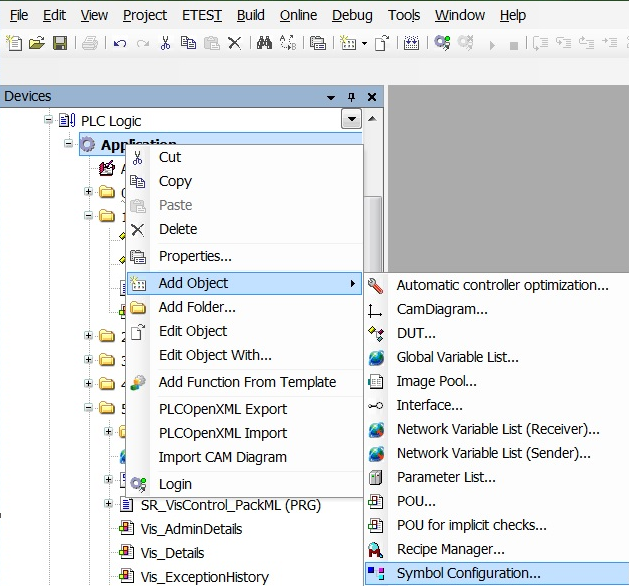 File Edit View Project ETEST Build Online Debug Tools Window Help
Devices
PLC Logic
Application
Cut
Copy
Paste
Delete
Properties...
Add Object
Add Folder...
Edit Object
Edit Object With...
Add Function From Template
PLCOpenXML Export
PLCOpenXML Import
Import CAM Diagram
Login
Automatic controller optimization...
CamDiagram...
DUT...
Global Variable List...
Image Pool...
Interface...
Network Variable List (Receiver)...
Network Variable List (Sender)...
Parameter List...
POU...
POU for implicit checks...
Recipe Manager...
Symbol Configuration...
SR_VisControl_PackML (PRG)
Vis_AdminDetails
Vis_Details
Vis_ExceptionHistory